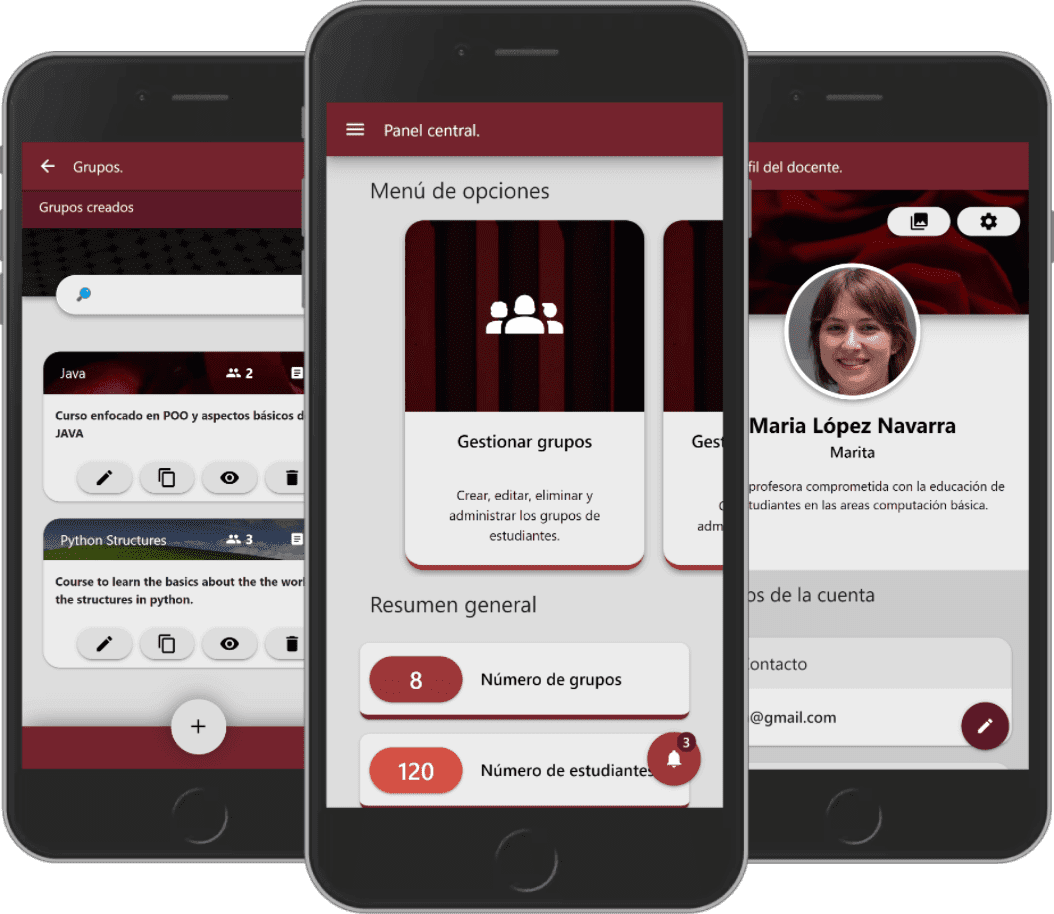 Grupos.
Grupos creados
Java
2
Curso enfocado en POO y aspectos básicos d
JAVA
Python Structures
3
Course to learn the basics about the the wor
the structures in python.
+
Panel central.
Menú de opciones
Gestionar grupos
Crear, editar, eliminar y
administrar los grupos de
estudiantes.
Gest
C
adm
Resumen general
8
Número de grupos
120
Número de estudiantes
3
fil del docente.
Maria López Navarra
Marita
profesora comprometida con la educación de
tudiantes en las areas computación básica.
os de la cuenta
ontacto
@gmail.com